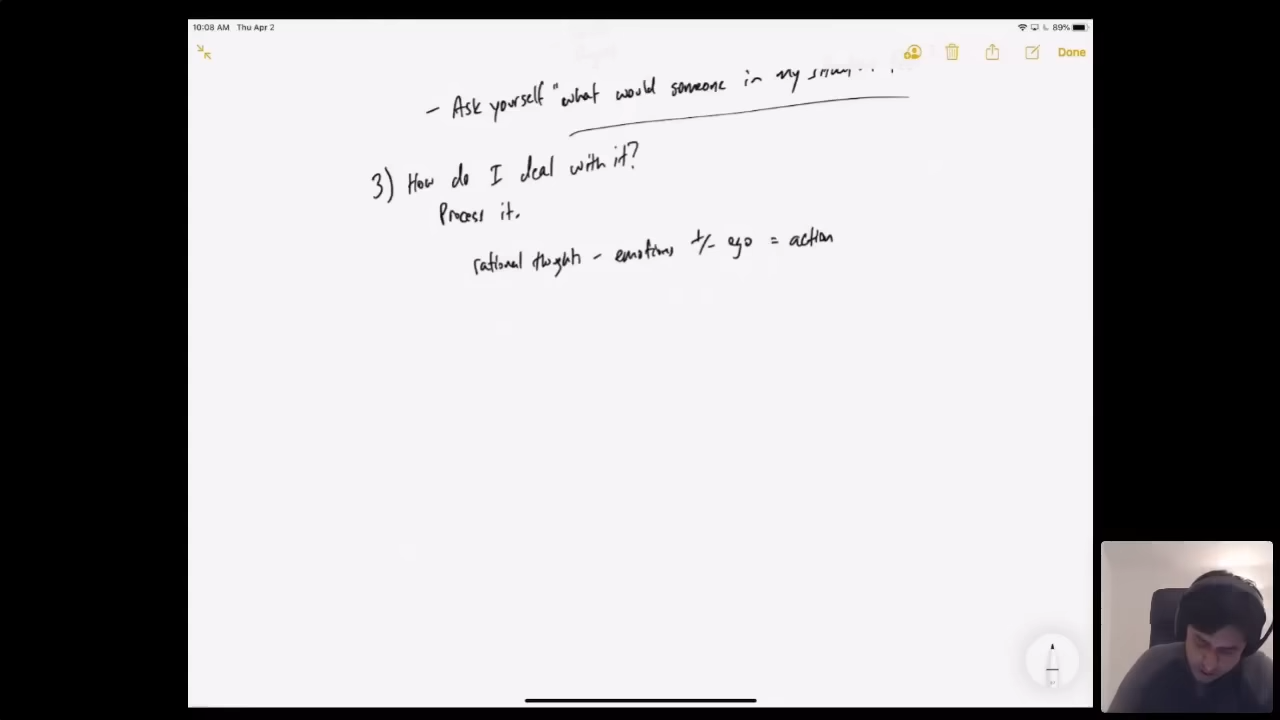 10:08 AM Thu Apr 2
89%
Done
- Ask yourself "what would someone in my
3) How do I deal with it?
Process it.
rational thought - emotions +/- ego = action